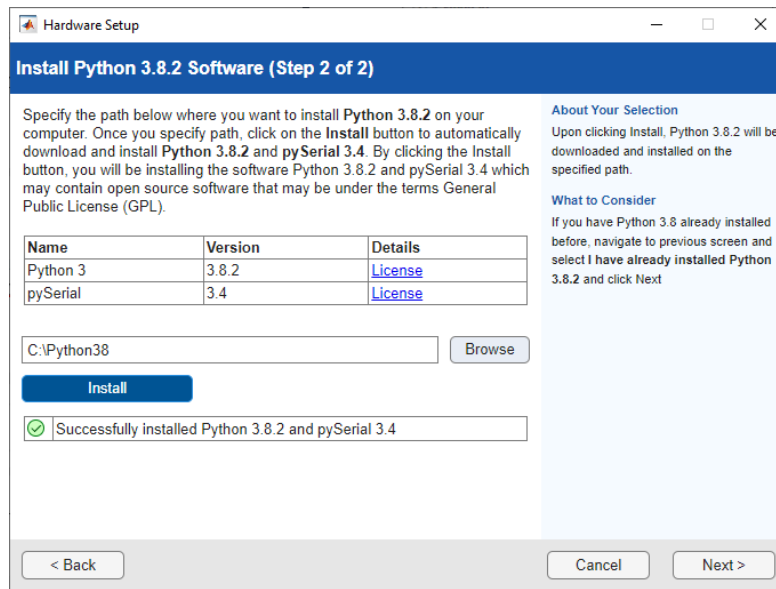 Hardware Setup
Install Python 3.8.2 Software (Step 2 of 2)
Specify the path below where you want to install Python 3.8.2 on your
computer. Once you specify path, click on the Install button to automatically
download and install Python 3.8.2 and pySerial 3.4. By clicking the Install
button, you will be installing the software Python 3.8.2 and pySerial 3.4 which
may contain open source software that may be under the terms General
Public License (GPL).
Name Version Details
Python 3 3.8.2 License
pySerial 3.4 License
C:\Python38 Browse
Install
Successfully installed Python 3.8.2 and pySerial 3.4
About Your Selection
Upon clicking Install, Python 3.8.2 will be
downloaded and installed on the
specified path.
What to Consider
If you have Python 3.8 already installed
before, navigate to previous screen and
select I have already installed Python
3.8.2 and click Next
< Back Cancel Next >